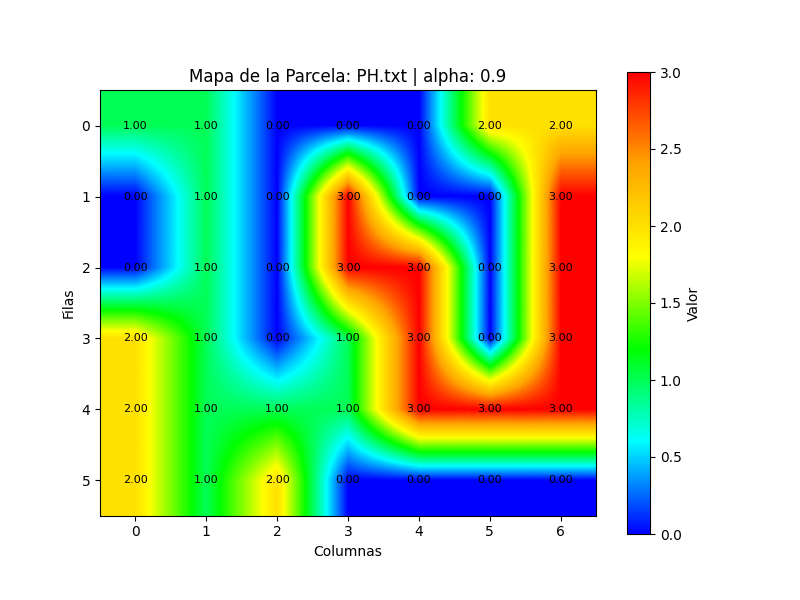 Mapa de la Parcela: PH.txt | alpha: 0.9
0 1.00 1.00 0.00 0.00 0.00 2.00 2.00
1 0.00 1.00 0.00 3.00 0.00 0.00 3.00
2 0.00 1.00 0.00 3.00 3.00 0.00 3.00
3 2.00 1.00 0.00 1.00 3.00 0.00 3.00
4 2.00 1.00 1.00 1.00 3.00 3.00 3.00
5 2.00 1.00 2.00 0.00 0.00 0.00 0.00
0 1 2 3 4 5 6
Columnas
Filas
3.0
2.5
2.0
1.5
1.0
0.5
0.0
Valor